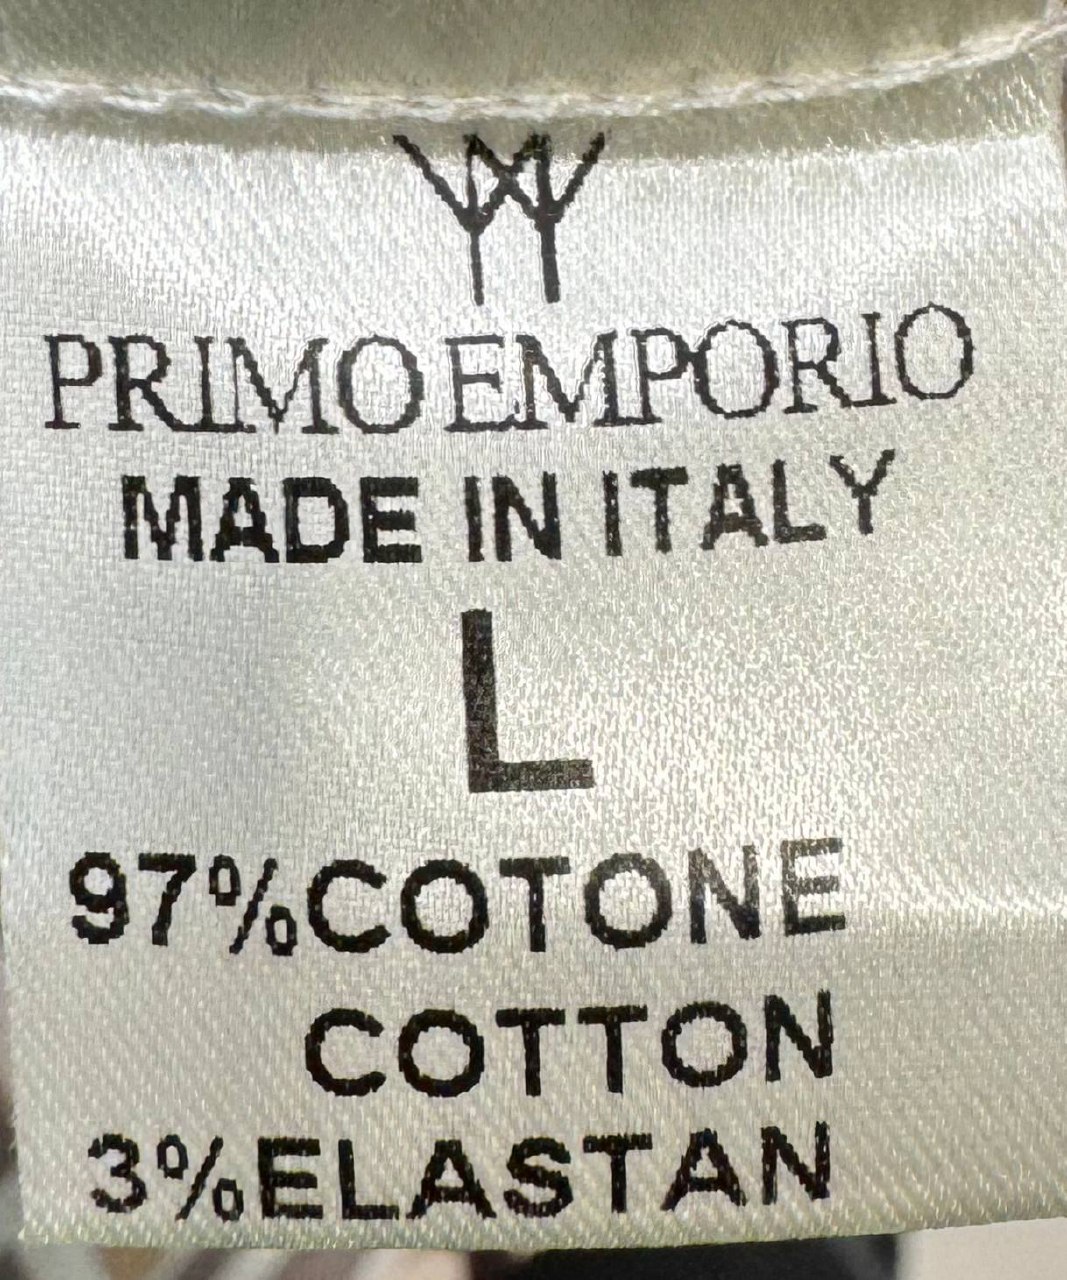 PRIMO EMPORIO
MADE IN ITALY
L
97%COTONE
COTTON
3%ELASTAN